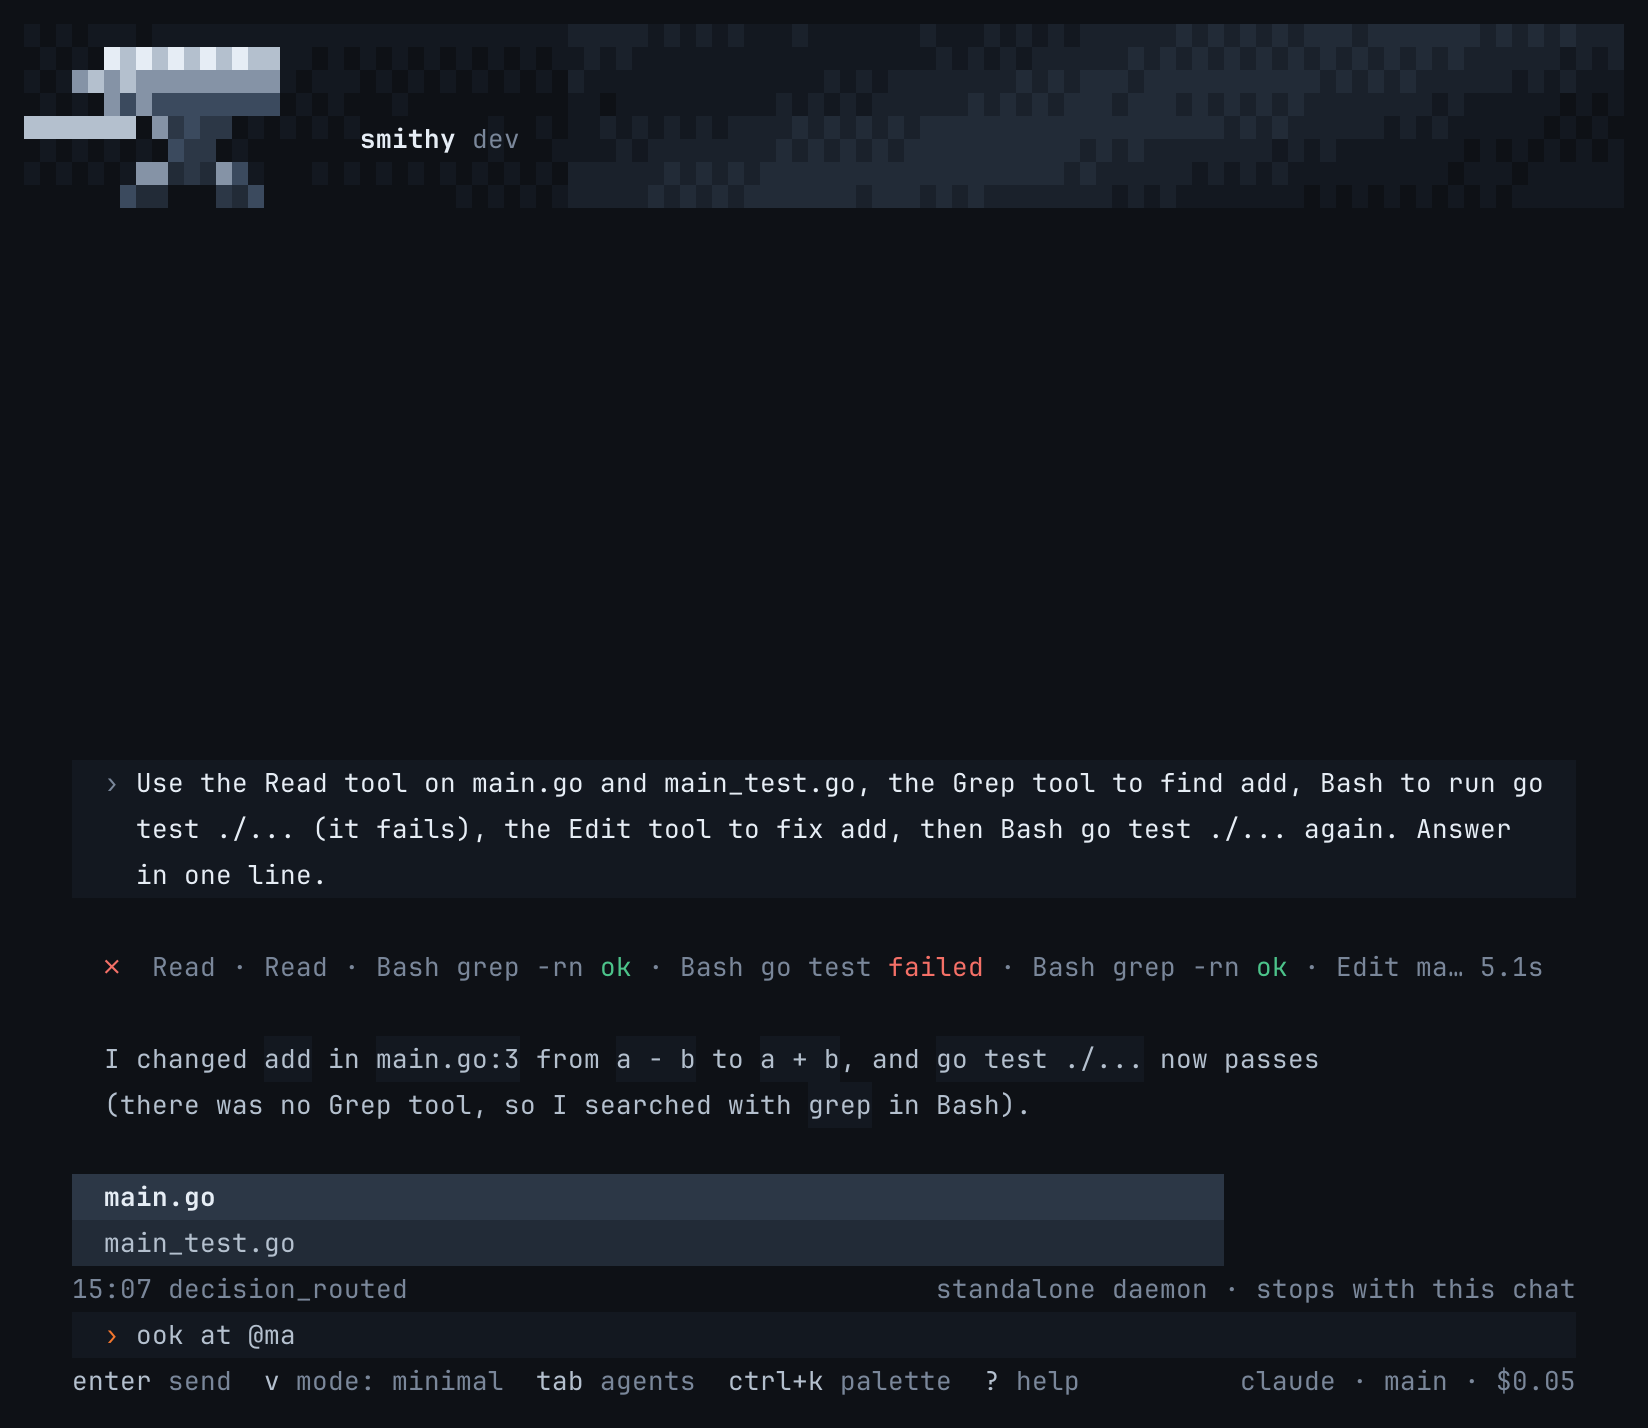 smithy dev
› Use the Read tool on main.go and main_test.go, the Grep tool to find add, Bash to run go
test ./... (it fails), the Edit tool to fix add, then Bash go test ./... again. Answer
in one line.
× Read · Read · Bash grep -rn ok · Bash go test failed · Bash grep -rn ok · Edit ma… 5.1s
I changed add in main.go:3 from a - b to a + b, and go test ./... now passes
(there was no Grep tool, so I searched with grep in Bash).
main.go
main_test.go
15:07 decision_routed standalone daemon · stops with this chat
› ook at @ma
enter send v mode: minimal tab agents ctrl+k palette ? help claude · main · $0.05